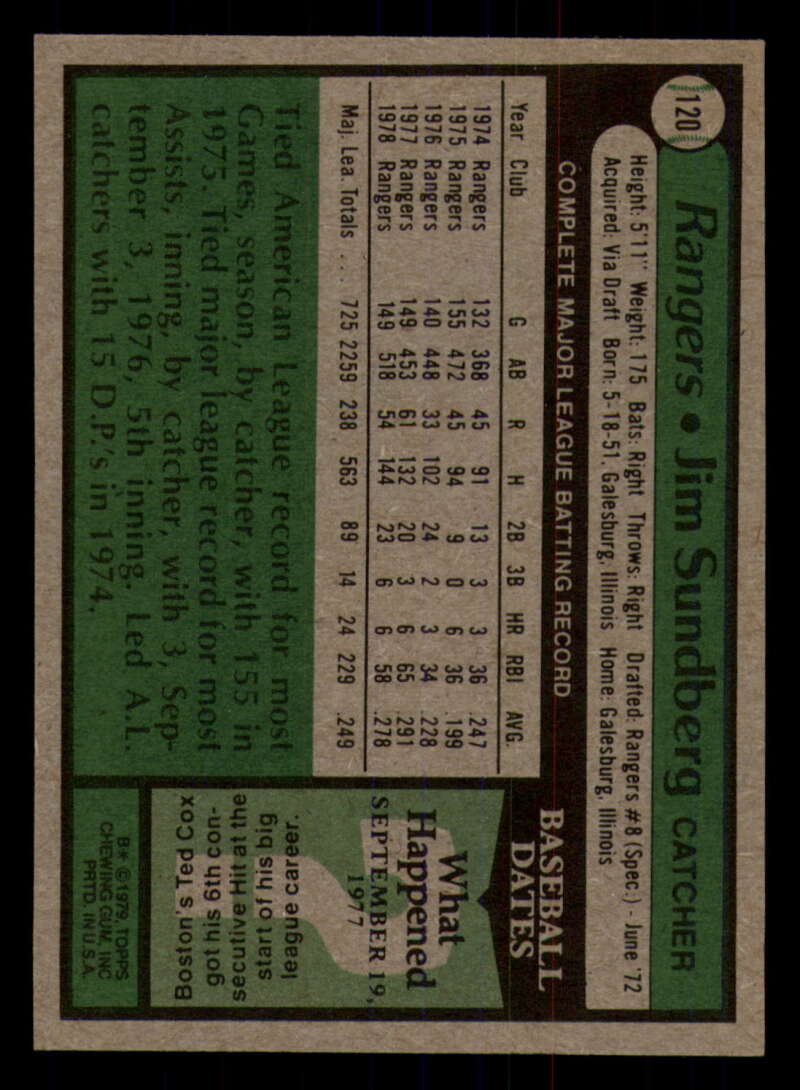 120
Rangers • Jim Sundberg CATCHER
Height: 5'11" Weight: 175 Bats: Right Throws: Right Drafted: Rangers #8 (Spec.) - June '72
Acquired: Via Draft Born: 5-18-51, Galesburg, Illinois Home: Galesburg, Illinois
COMPLETE MAJOR LEAGUE BATTING RECORD
Year Club G AB R H 2B 3B HR RBI AVG.
1974 Rangers 132 368 45 91 13 3 3 36 .247
1975 Rangers 155 472 45 94 9 0 6 36 .199
1976 Rangers 140 448 33 102 24 2 3 34 .228
1977 Rangers 149 453 61 132 20 3 6 65 .291
1978 Rangers 149 518 54 144 23 6 6 58 .278
Maj. Lea. Totals . . . 725 2259 238 563 89 14 24 229 .249
Tied American League record for most
Games, season, by catcher, with 155 in
1975. Tied major league record for most
Assists, inning, by catcher, with 3, Sep-
tember 3, 1976, 5th inning. Led A.L.
catchers with 15 D.P.'s in 1974.
BASEBALL
DATES
What
Happened
SEPTEMBER 19,
1977
?
Boston's Ted Cox
got his 6th con-
secutive Hit at the
start of his big
league career.
B* ©1979, TOPPS
CHEWING GUM, INC
PRTD. IN U.S.A.